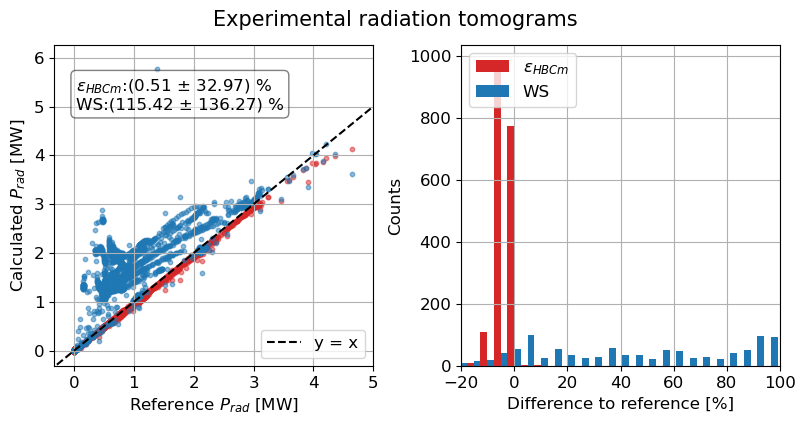 Experimental radiation tomograms
6
5
4
3
2
1
0
Calculated P_rad [MW]
ε_HBCm:(0.51 ± 32.97) %
WS:(115.42 ± 136.27) %
y = x
0 1 2 3 4 5
Reference P_rad [MW]
1000
800
600
400
200
0
Counts
ε_HBCm
WS
−20 0 20 40 60 80 100
Difference to reference [%]